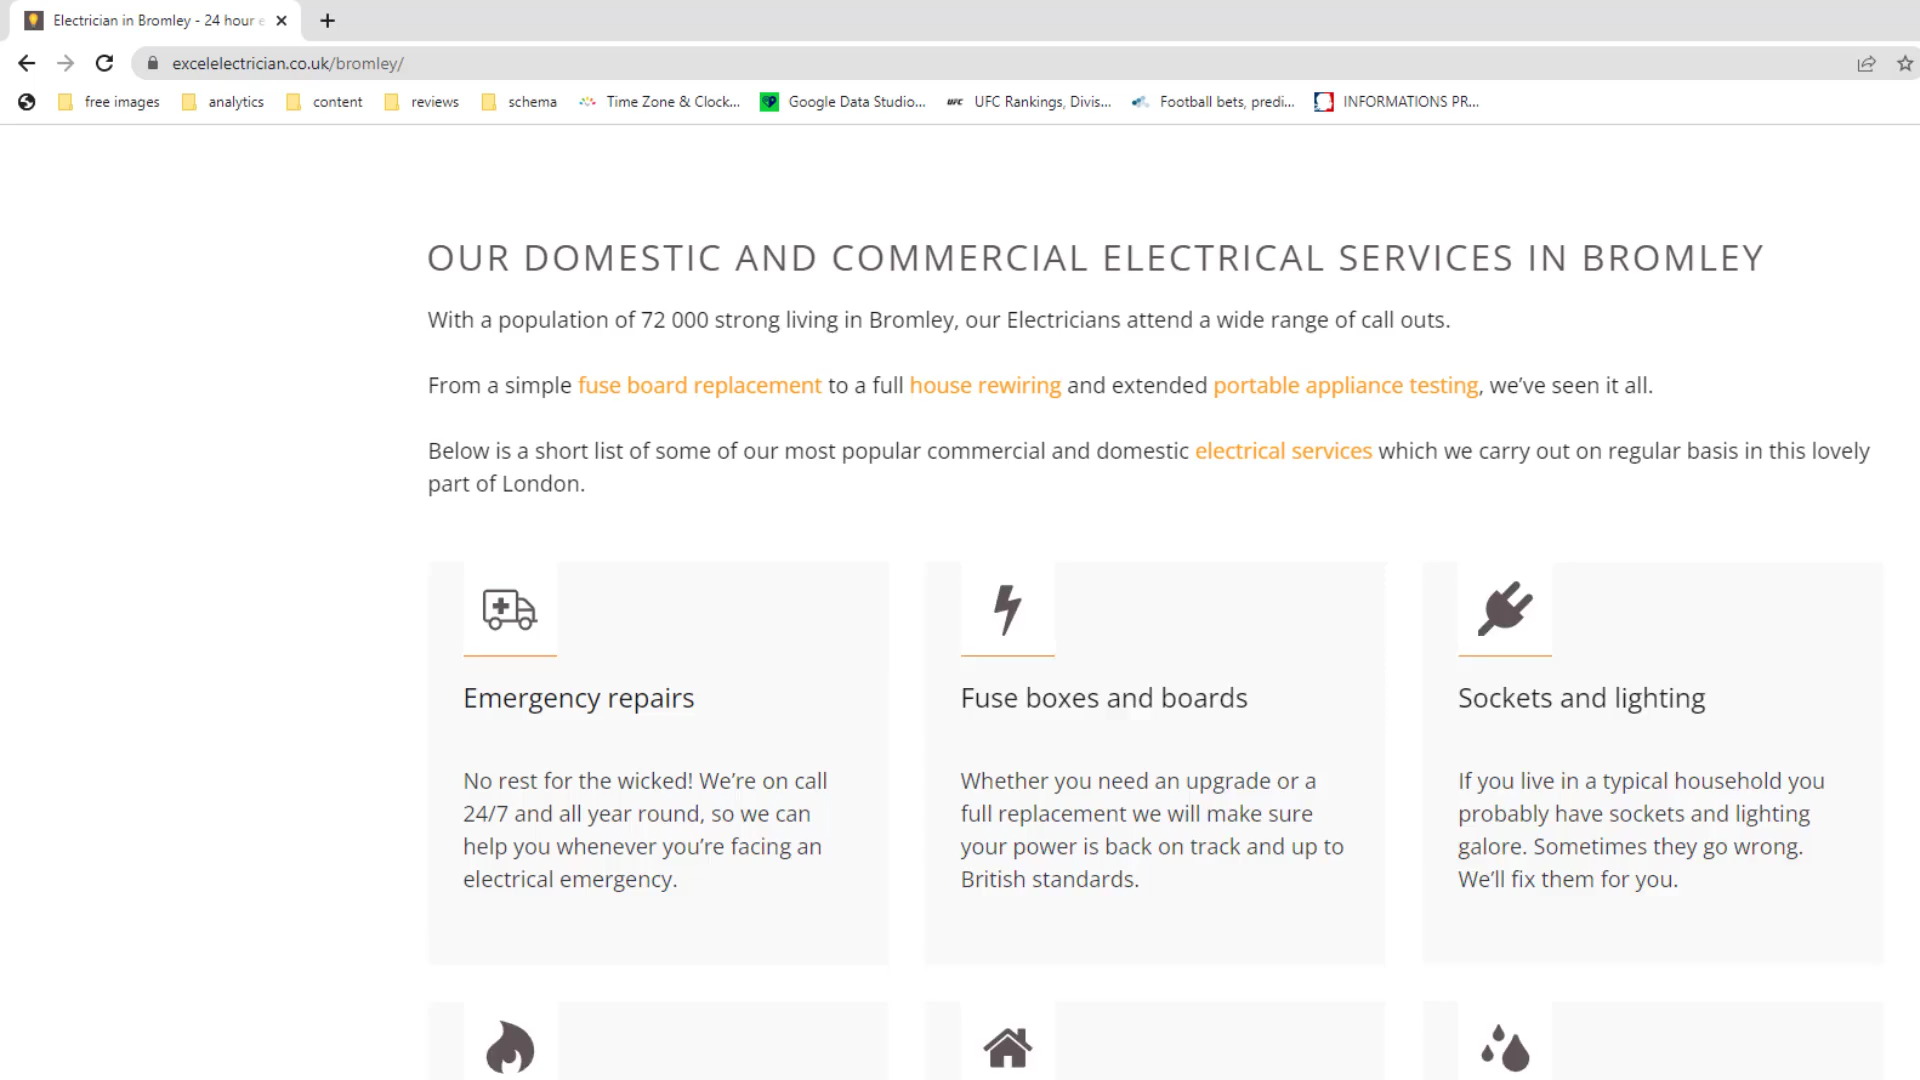 Electrician in Bromley - 24 hour e
excelelectrician.co.uk/bromley/
free images
analytics
content
reviews
schema
Time Zone & Clock...
Google Data Studio...
UFC
UFC Rankings, Divis...
Football bets, predi...
INFORMATIONS PR...
OUR DOMESTIC AND COMMERCIAL ELECTRICAL SERVICES IN BROMLEY
With a population of 72 000 strong living in Bromley, our Electricians attend a wide range of call outs.
From a simple fuse board replacement to a full house rewiring and extended portable appliance testing, we’ve seen it all.
Below is a short list of some of our most popular commercial and domestic electrical services which we carry out on regular basis in this lovely
part of London.
Emergency repairs
No rest for the wicked! We’re on call
24/7 and all year round, so we can
help you whenever you’re facing an
electrical emergency.
Fuse boxes and boards
Whether you need an upgrade or a
full replacement we will make sure
your power is back on track and up to
British standards.
Sockets and lighting
If you live in a typical household you
probably have sockets and lighting
galore. Sometimes they go wrong.
We’ll fix them for you.